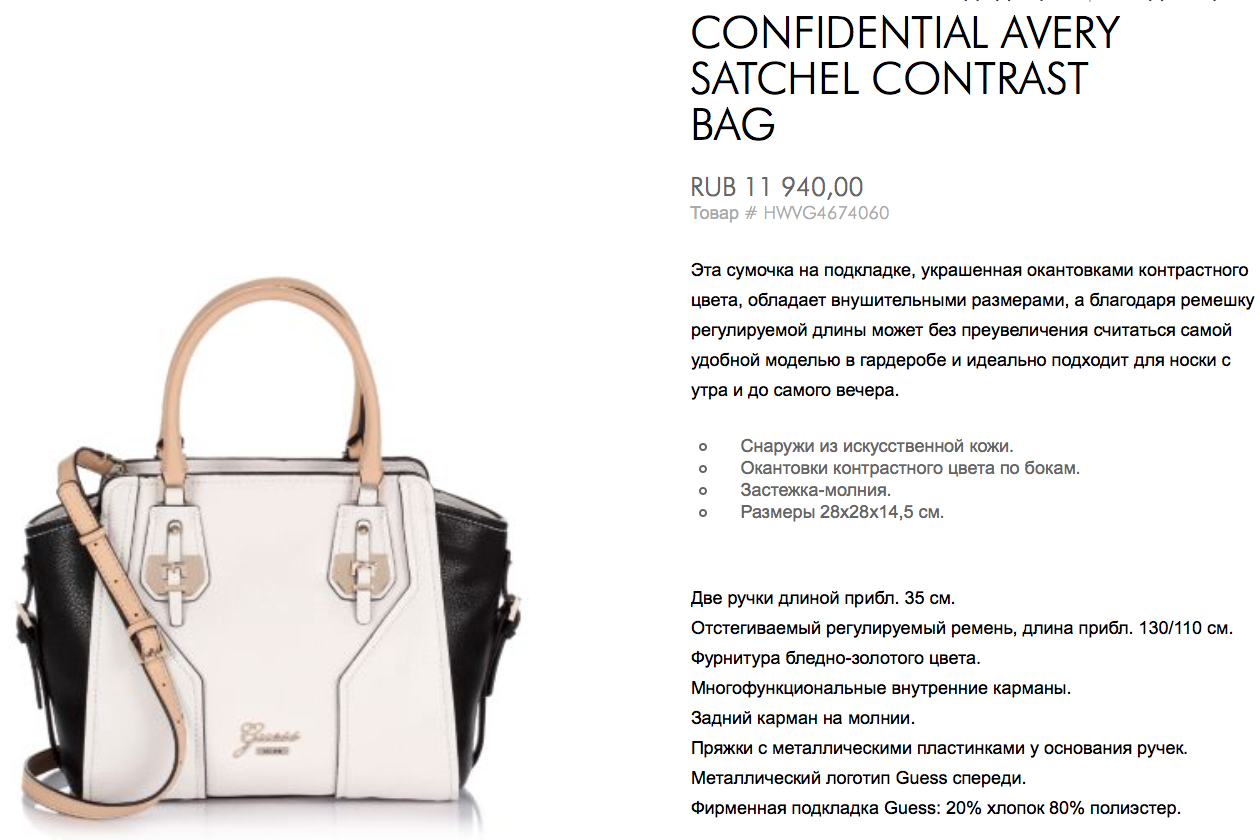 CONFIDENTIAL AVERY
SATCHEL CONTRAST
BAG
RUB 11 940,00
Товар # HWVG4674060
Эта сумочка на подкладке, украшенная окантовками контрастного
цвета, обладает внушительными размерами, а благодаря ремешку
регулируемой длины может без преувеличения считаться самой
удобной моделью в гардеробе и идеально подходит для носки с
утра и до самого вечера.
Снаружи из искусственной кожи.
Окантовки контрастного цвета по бокам.
Застежка-молния.
Размеры 28x28x14,5 см.
Две ручки длиной прибл. 35 см.
Отстегиваемый регулируемый ремень, длина прибл. 130/110 см.
Фурнитура бледно-золотого цвета.
Многофункциональные внутренние карманы.
Задний карман на молнии.
Пряжки с металлическими пластинками у основания ручек.
Металлический логотип Guess спереди.
Фирменная подкладка Guess: 20% хлопок 80% полиэстер.
Guess